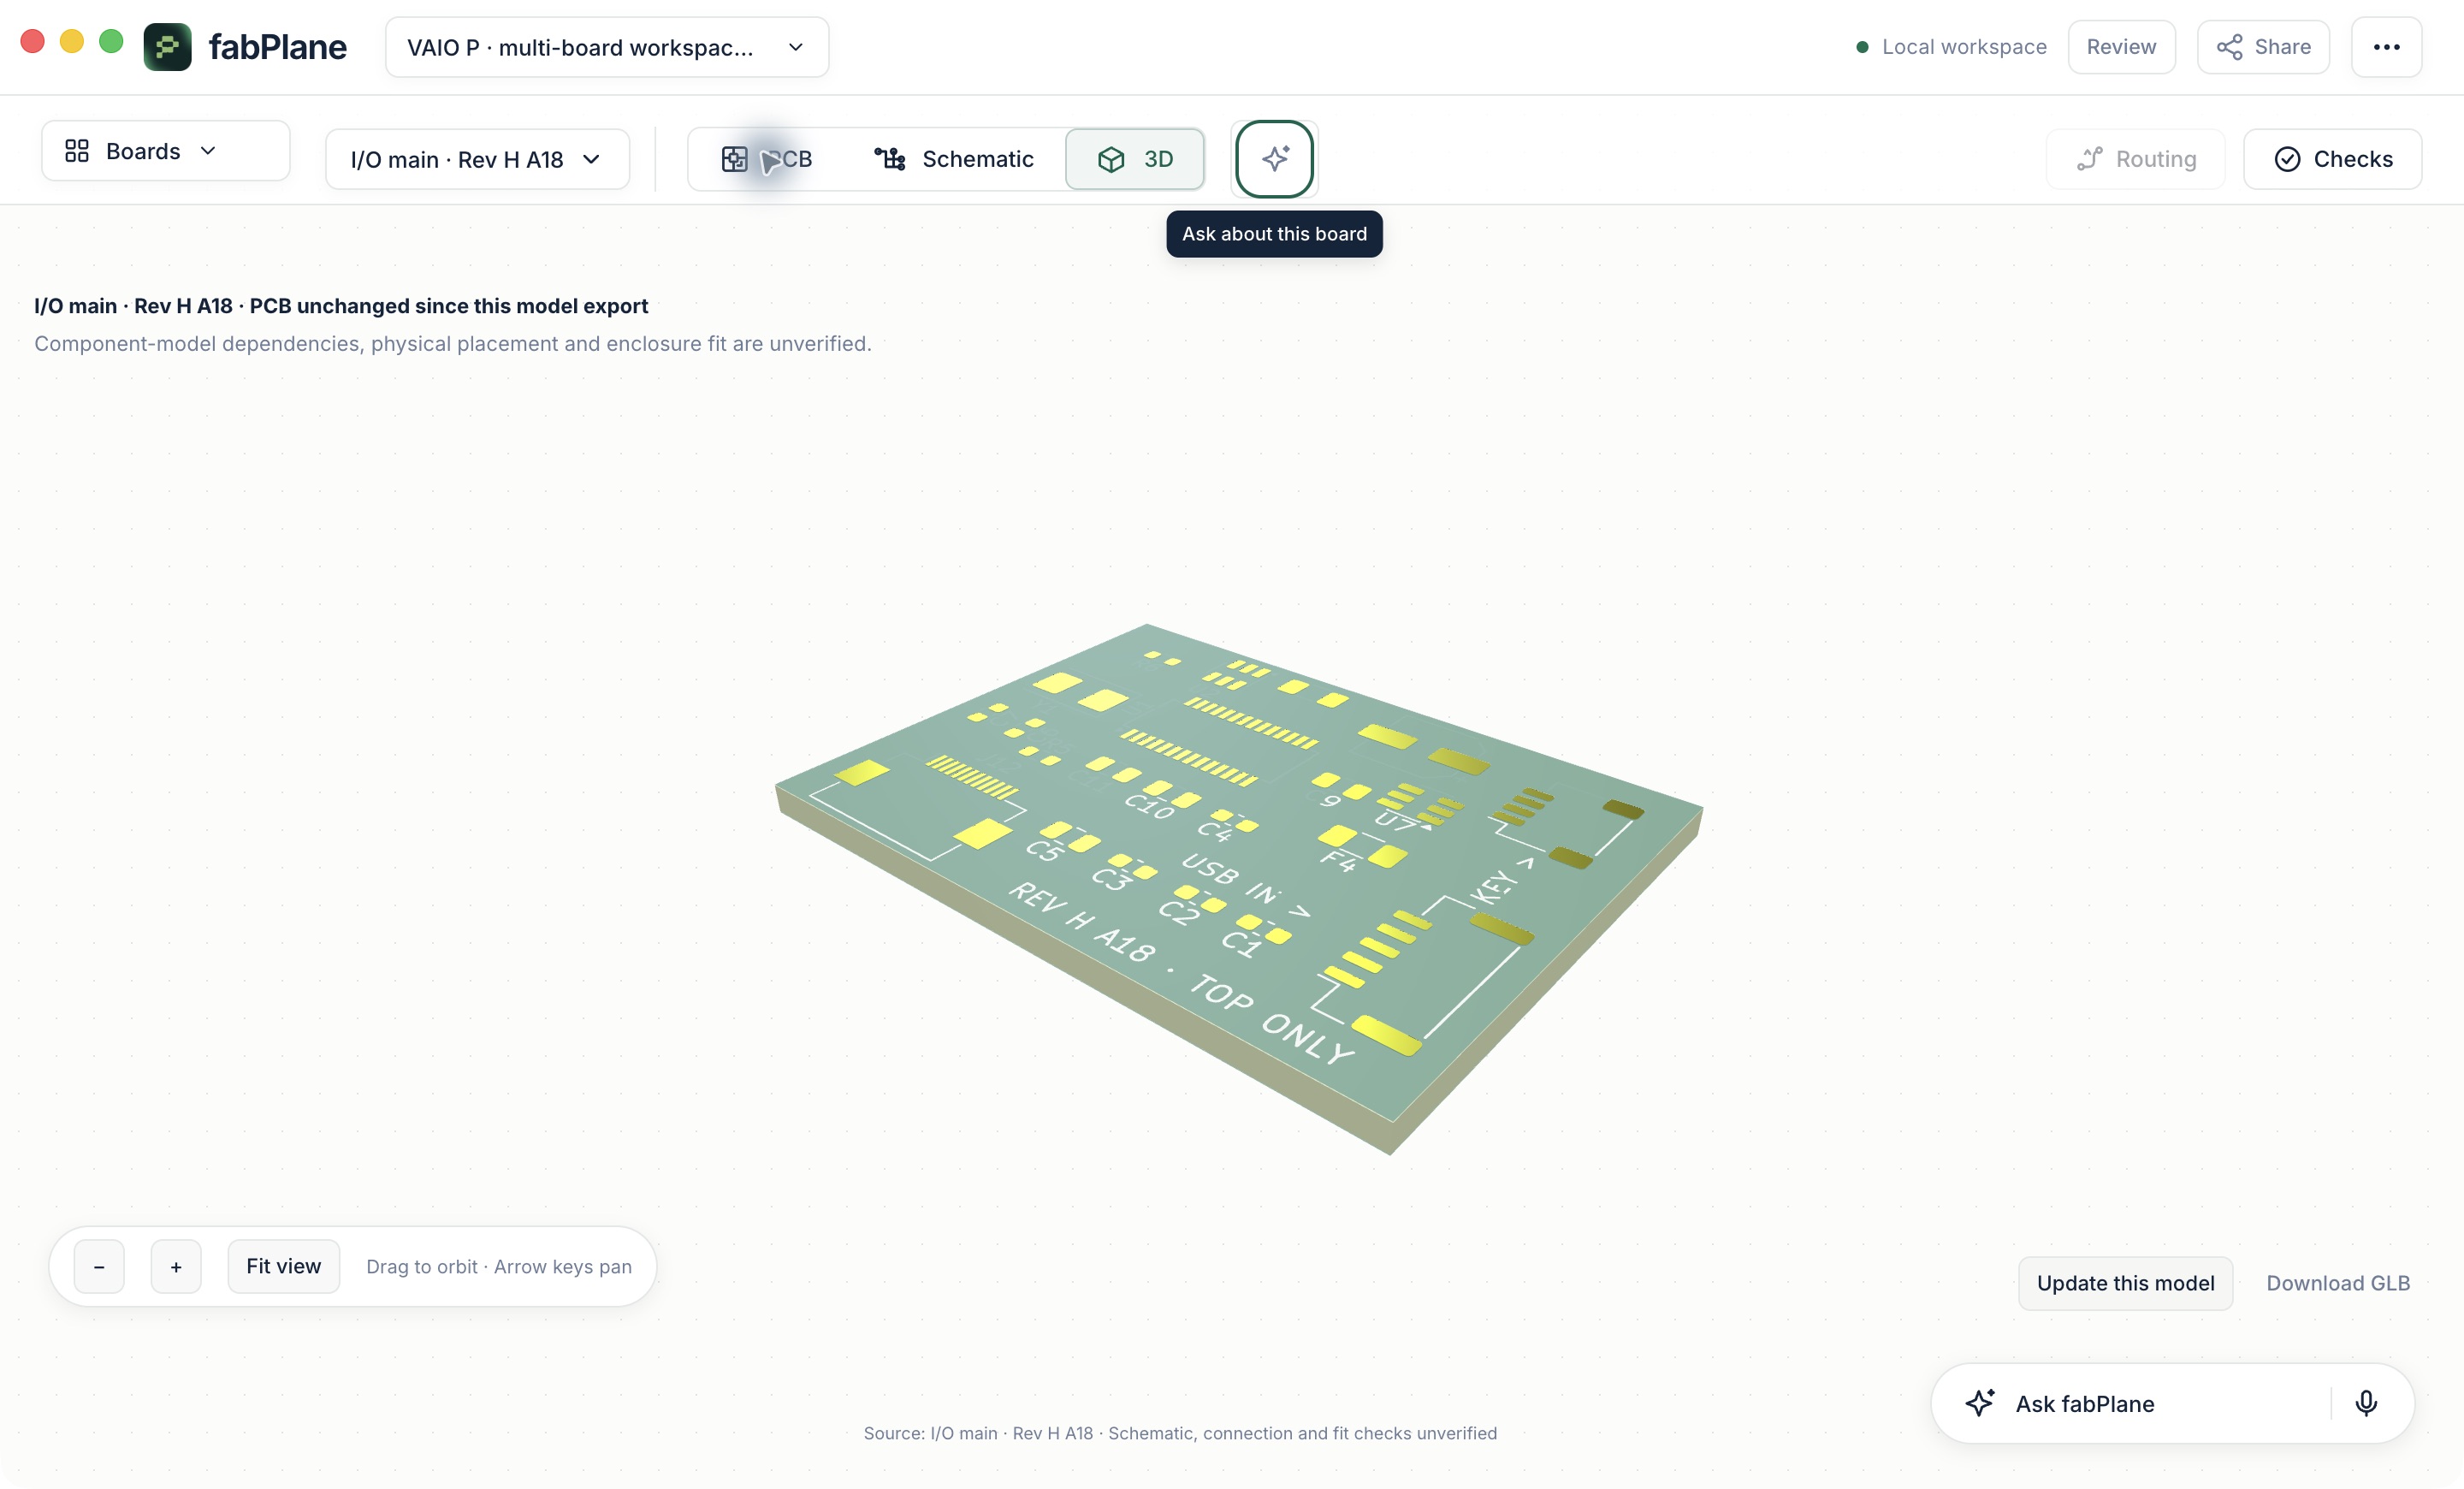 fabPlane
VAIO P · multi-board workspac...
Local workspace
Review
Share
Boards
I/O main · Rev H A18
PCB
Schematic
3D
Routing
Checks
Ask about this board
I/O main · Rev H A18 · PCB unchanged since this model export
Component-model dependencies, physical placement and enclosure fit are unverified.
C10
C4
9
U7
F4
C5
C3
C2
C1
USB IN >
KEY >
REV H A18 · TOP ONLY
−
+
Fit view
Drag to orbit · Arrow keys pan
Update this model
Download GLB
Ask fabPlane
Source: I/O main · Rev H A18 · Schematic, connection and fit checks unverified